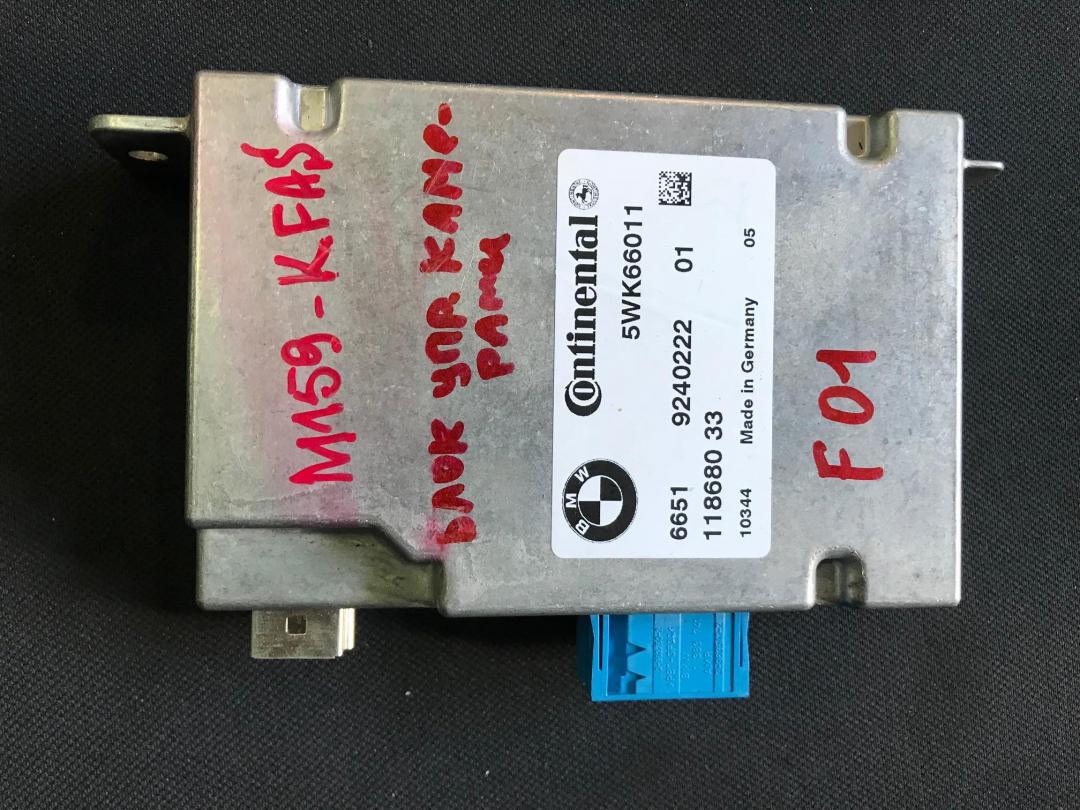 M159-KFAS
БЛОК УПР КАМЕ-
РАМИ
BMW
Continental
5WK66011
6651 9240222 01
118680 33
10344 Made in Germany 05
F01